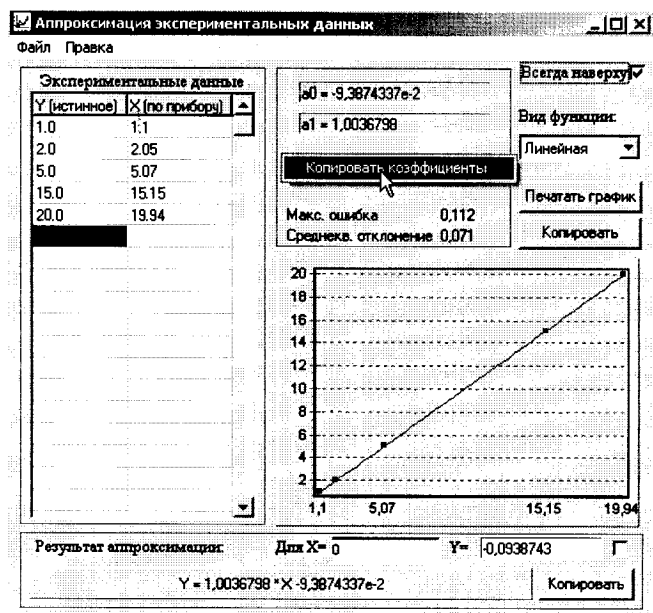 Аппроксимация экспериментальных данных
Файл Правка
Экспериментальные данные
Y (истинное) X (по прибору)
1.0 1.1
2.0 2.05
5.0 5.07
15.0 15.15
20.0 19.94
a0 = -9,3874337e-2
a1 = 1,0036798
Копировать коэффициенты
Макс. ошибка 0,112
Среднекв. отклонение 0,071
Всегда наверху
Вид функции:
Линейная
Печатать график
Копировать
20
18
16
14
12
10
8
6
4
2
1,1 5,07 15,15 19,94
Результат аппроксимации: Для X= 0 Y= -0,0938743
Y = 1,0036798 *X -9,3874337e-2
Копировать